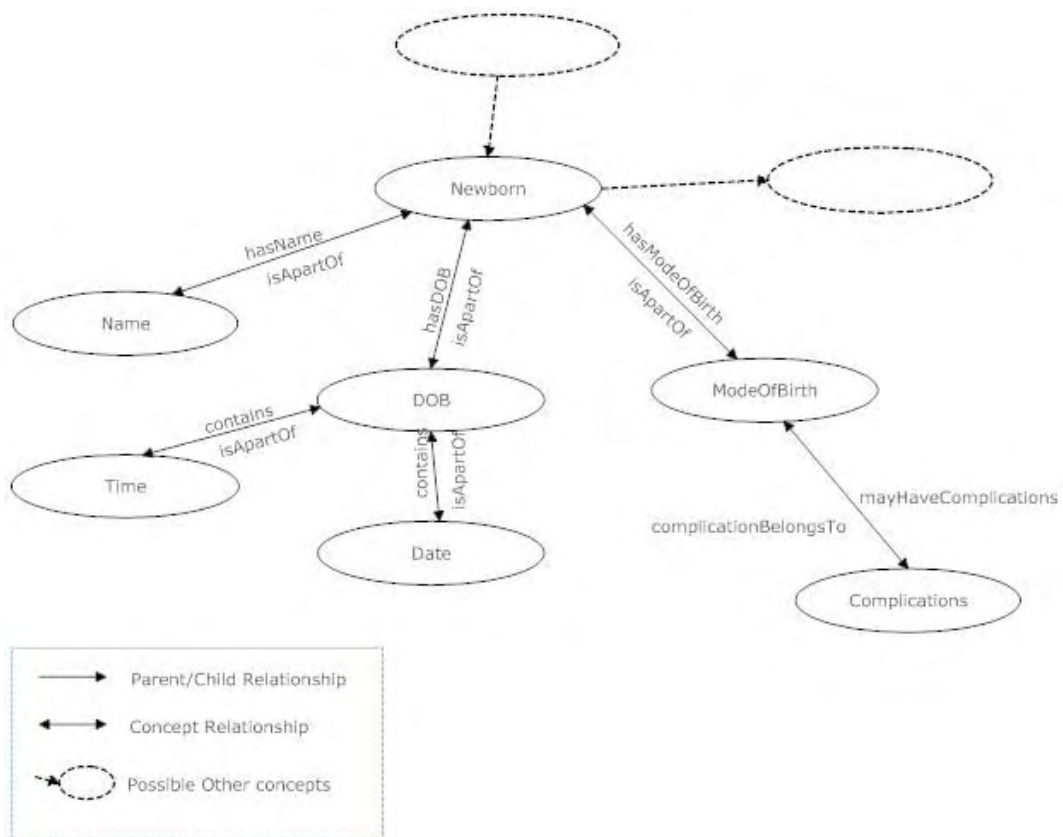 Newborn
hasName
isApartOf
hasDOB
isApartOf
hasModeOfBirth
isApartOf
Name
DOB
ModeOfBirth
contains
isApartOf
contains
isApartOf
Time
Date
mayHaveComplications
complicationBelongsTo
Complications
Parent/Child Relationship
Concept Relationship
Possible Other concepts